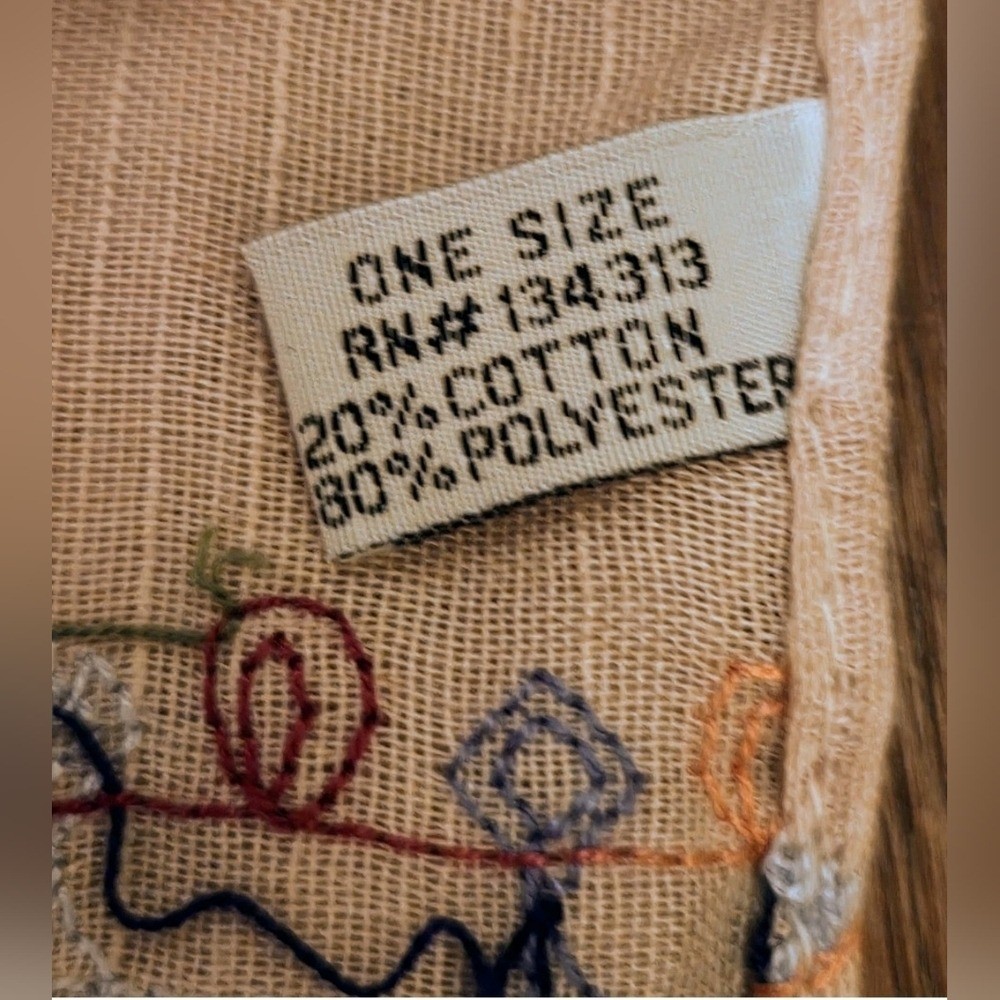 ONE SIZE
RN# 134313
20% COTTON
80% POLYESTER